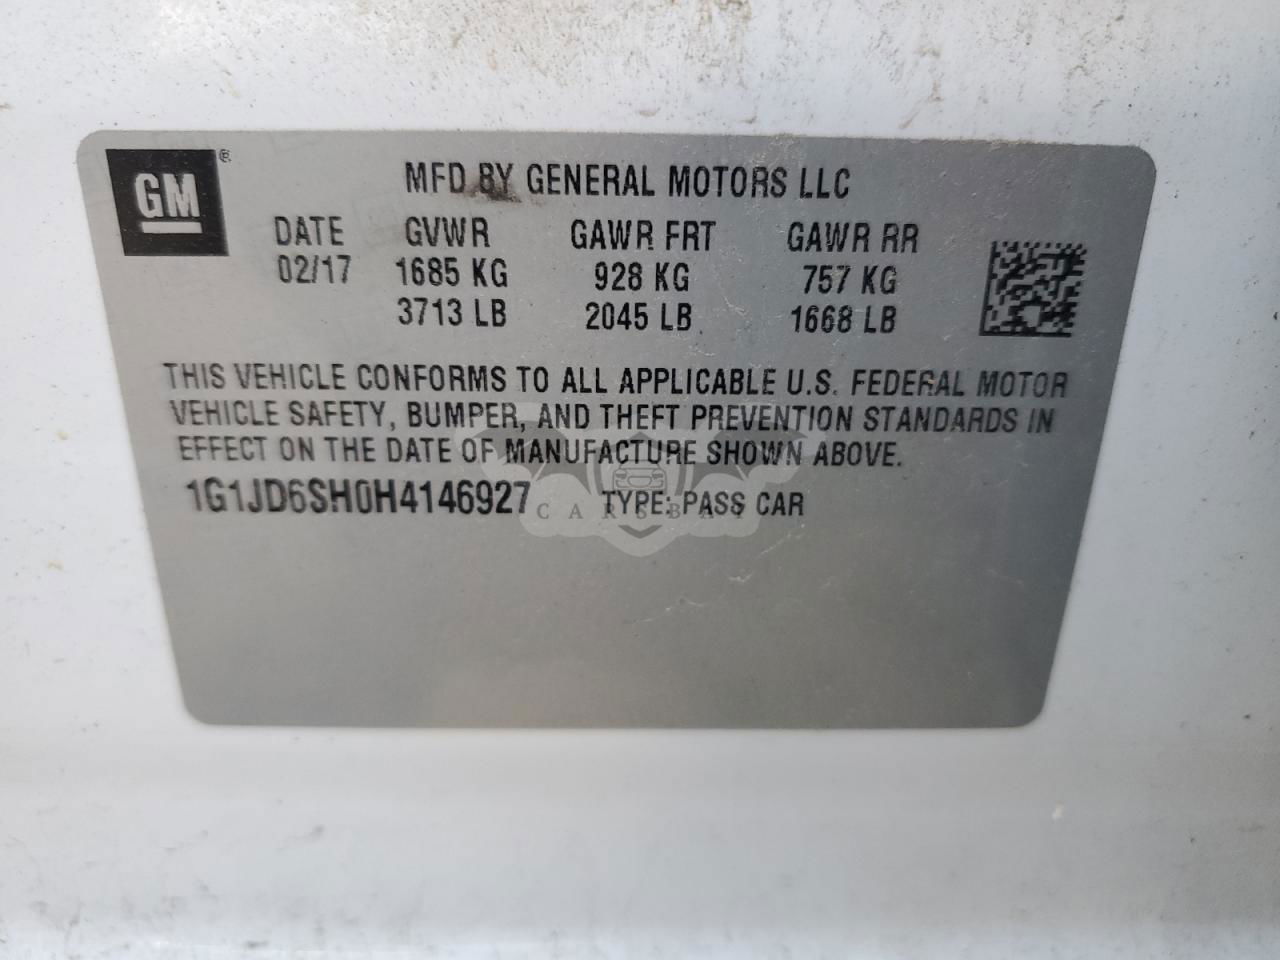 GM®
MFD BY GENERAL MOTORS LLC
DATE GVWR GAWR FRT GAWR RR
02/17 1685 KG 928 KG 757 KG
3713 LB 2045 LB 1668 LB
THIS VEHICLE CONFORMS TO ALL APPLICABLE U.S. FEDERAL MOTOR
VEHICLE SAFETY, BUMPER, AND THEFT PREVENTION STANDARDS IN
EFFECT ON THE DATE OF MANUFACTURE SHOWN ABOVE.
1G1JD6SH0H4146927 TYPE: PASS CAR
CARSBAT